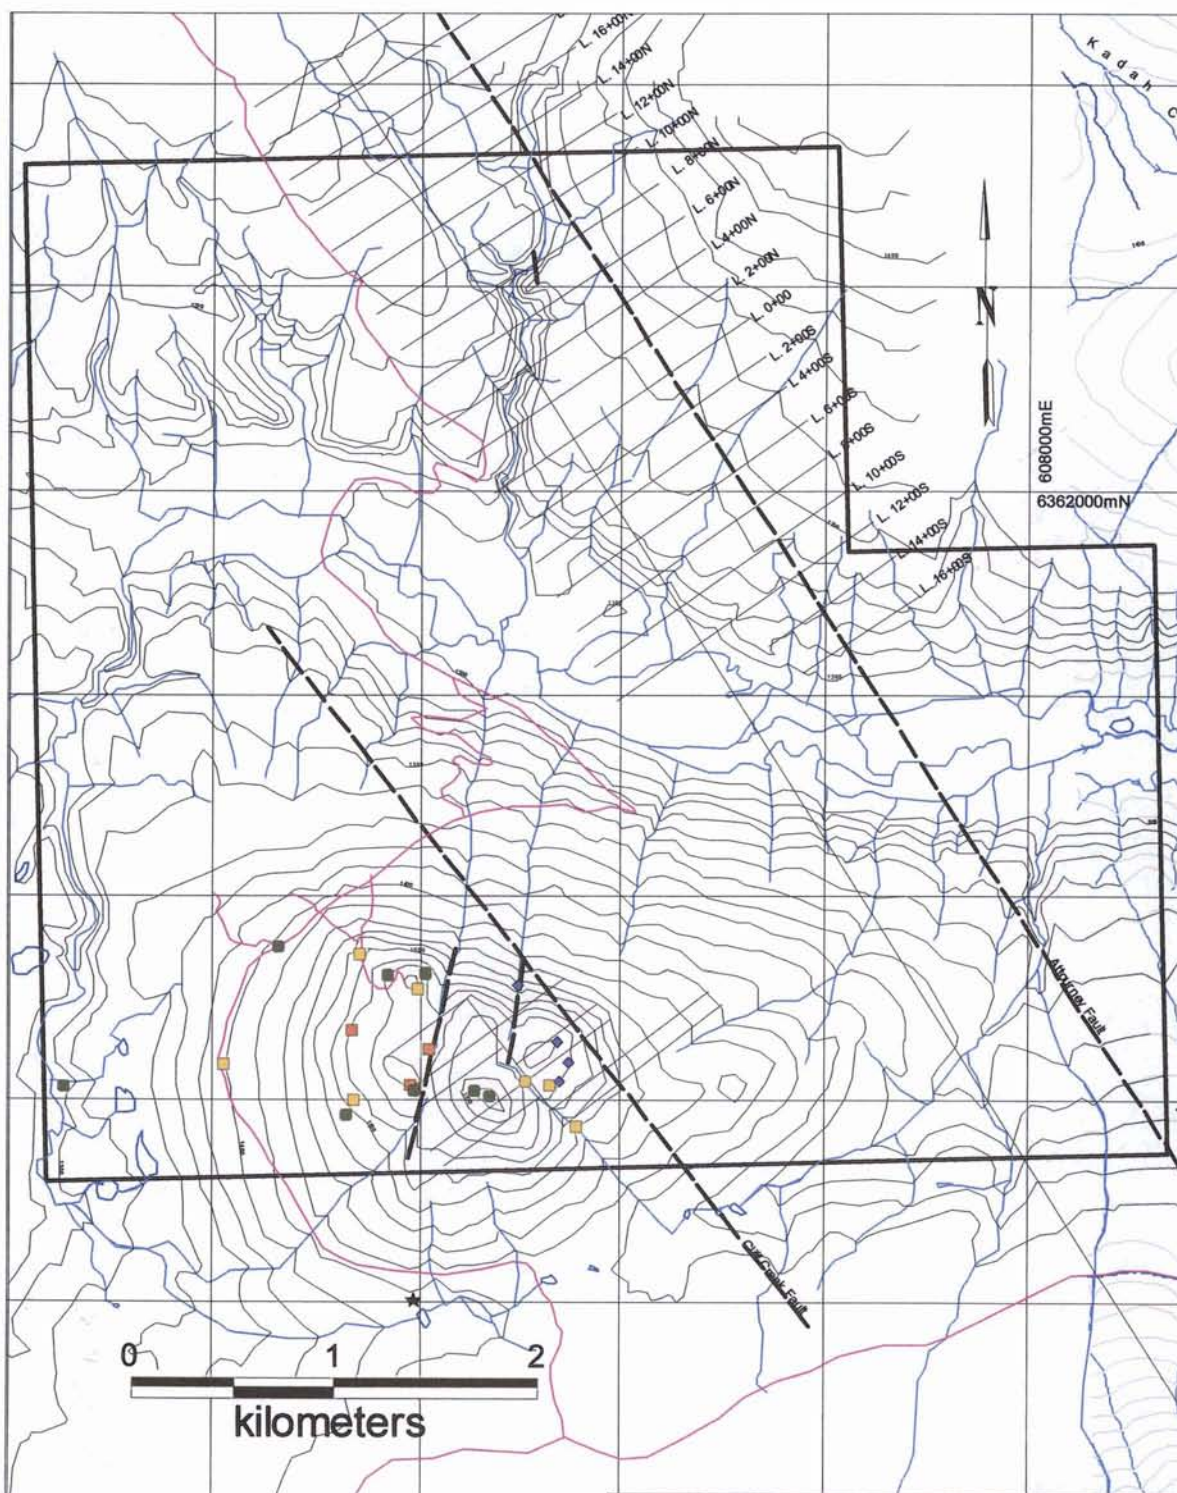 L. 16+00N
Kadah C
L. 14+00N
L. 12+00N
L. 10+00N
L. 8+00N
L. 6+00N
L. 4+00N
L. 2+00N
L. 0+00
L. 2+00S
L. 4+00S
L. 6+00S
L. 8+00S
L. 10+00S
L. 12+00S
L. 14+00S
L. 16+00S
N
608000mE
6362000mN
Attourney Fault
Cliff Creek Fault
0 1 2
kilometers